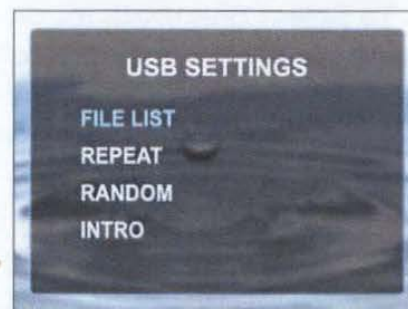 USB SETTINGS
FILE LIST
REPEAT
RANDOM
INTRO